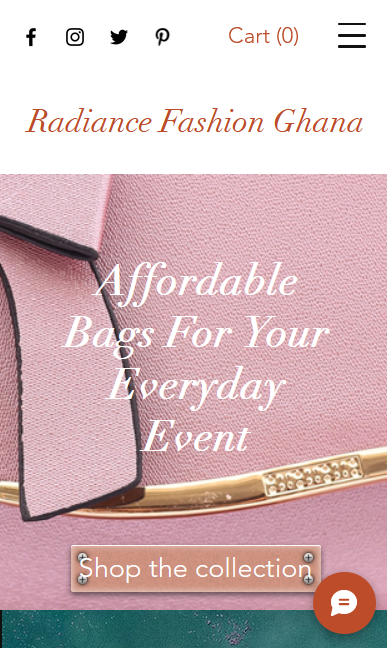 Cart (0)
Radiance Fashion Ghana
Affordable
Bags For Your
Everyday
Event
Shop the collection